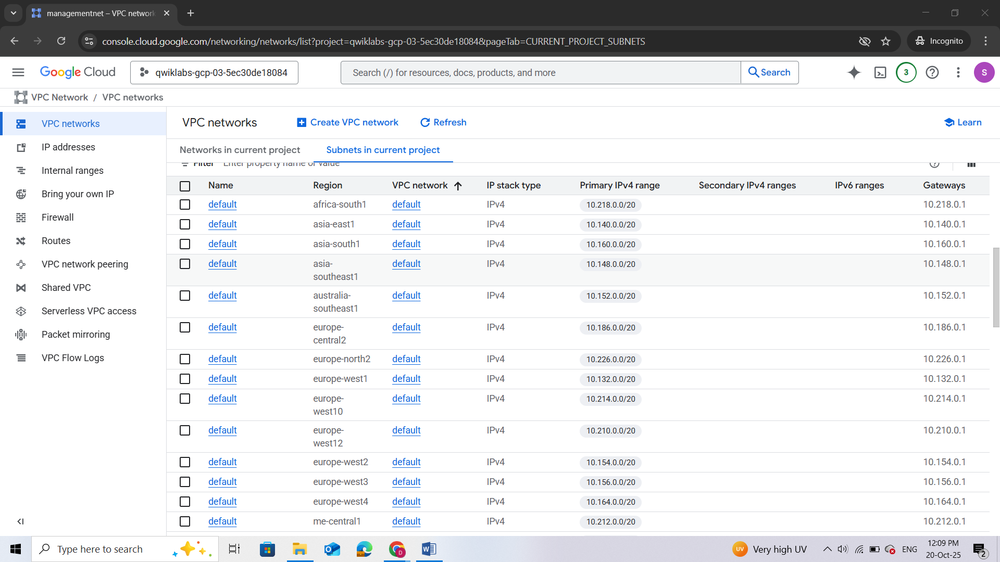 managementnet – VPC network
console.cloud.google.com/networking/networks/list?project=qwiklabs-gcp-03-5ec30de18084&pageTab=CURRENT_PROJECT_SUBNETS
Incognito
Google Cloud
qwiklabs-gcp-03-5ec30de18084
Search (/) for resources, docs, products, and more
Search
3
S
VPC Network / VPC networks
VPC networks
IP addresses
Internal ranges
Bring your own IP
Firewall
Routes
VPC network peering
Shared VPC
Serverless VPC access
Packet mirroring
VPC Flow Logs
VPC networks
Create VPC network
Refresh
Learn
Networks in current project
Subnets in current project
Filter Enter property name or value
Name Region VPC network IP stack type Primary IPv4 range Secondary IPv4 ranges IPv6 ranges Gateways
default africa-south1 default IPv4 10.218.0.0/20 10.218.0.1
default asia-east1 default IPv4 10.140.0.0/20 10.140.0.1
default asia-south1 default IPv4 10.160.0.0/20 10.160.0.1
default asia- default IPv4 10.148.0.0/20 10.148.0.1
southeast1
default australia- default IPv4 10.152.0.0/20 10.152.0.1
southeast1
default europe- default IPv4 10.186.0.0/20 10.186.0.1
central2
default europe-north2 default IPv4 10.226.0.0/20 10.226.0.1
default europe-west1 default IPv4 10.132.0.0/20 10.132.0.1
default europe- default IPv4 10.214.0.0/20 10.214.0.1
west10
default europe- default IPv4 10.210.0.0/20 10.210.0.1
west12
default europe-west2 default IPv4 10.154.0.0/20 10.154.0.1
default europe-west3 default IPv4 10.156.0.0/20 10.156.0.1
default europe-west4 default IPv4 10.164.0.0/20 10.164.0.1
default me-central1 default IPv4 10.212.0.0/20 10.212.0.1
Type here to search
UV
Very high UV
ENG
12:09 PM
20-Oct-25
2